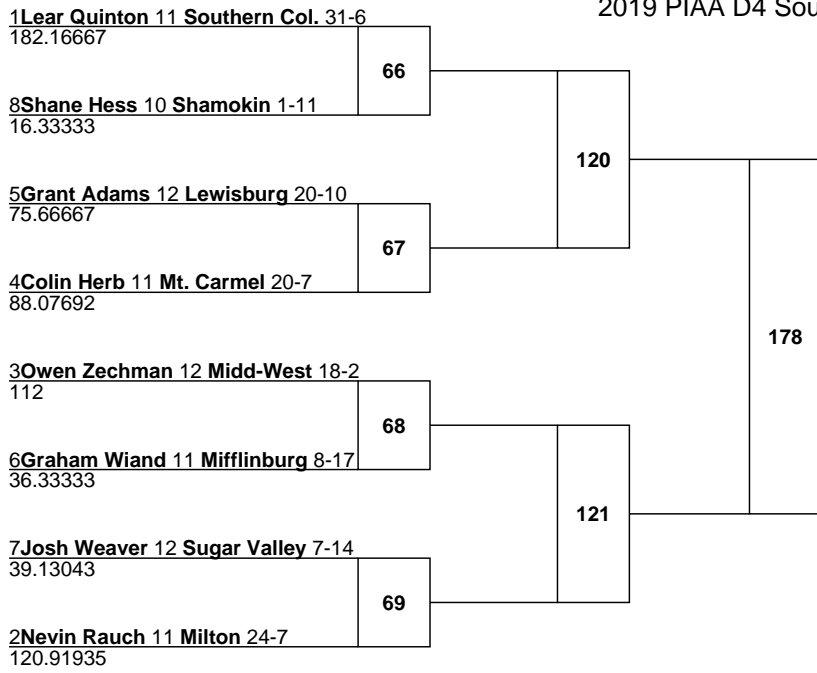 2019 PIAA D4 Sou
1Lear Quinton 11 Southern Col. 31-6
182.16667
66
8Shane Hess 10 Shamokin 1-11
16.33333
120
5Grant Adams 12 Lewisburg 20-10
75.66667
67
4Colin Herb 11 Mt. Carmel 20-7
88.07692
178
3Owen Zechman 12 Midd-West 18-2
112
68
6Graham Wiand 11 Mifflinburg 8-17
36.33333
121
7Josh Weaver 12 Sugar Valley 7-14
39.13043
69
2Nevin Rauch 11 Milton 24-7
120.91935